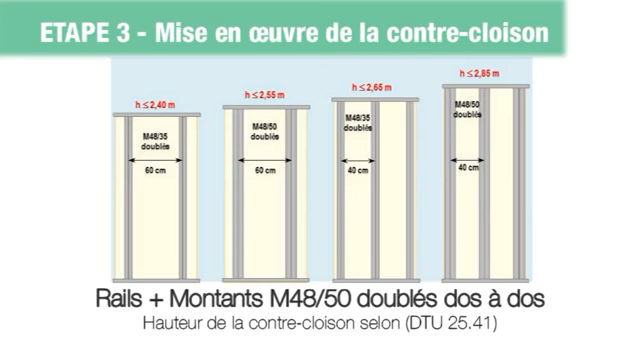 ETAPE 3 - Mise en œuvre de la contre-cloison
h ≤ 2,40 m
h ≤ 2,55 m
h ≤ 2,65 m
h ≤ 2,85 m
M48/35
doublés
60 cm
M48/50
doublés
60 cm
M48/35
doublés
40 cm
M48/50
doublés
40 cm
Rails + Montants M48/50 doublés dos à dos
Hauteur de la contre-cloison selon (DTU 25.41)